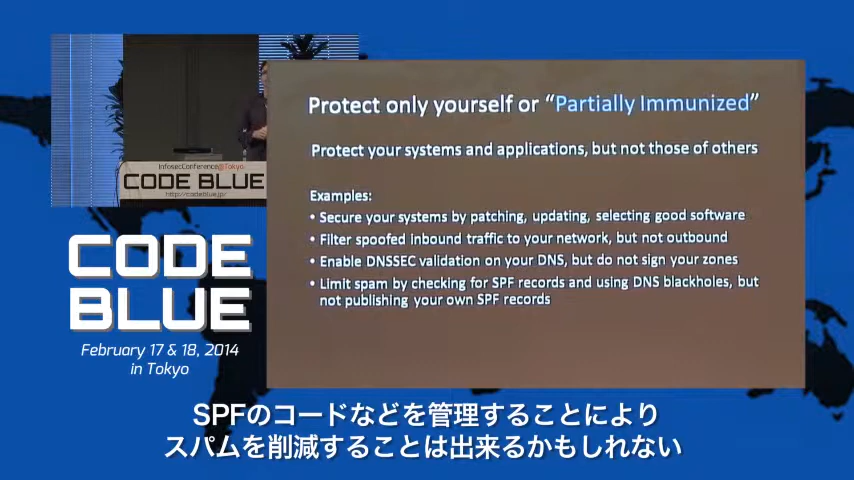 InfosecConference@Tokyo
CODE BLUE
http://codeblue.jp/
CODE
BLUE
February 17 & 18, 2014
in Tokyo
Protect only yourself or “Partially Immunized”
Protect your systems and applications, but not those of others
Examples:
• Secure your systems by patching, updating, selecting good software
• Filter spoofed inbound traffic to your network, but not outbound
• Enable DNSSEC validation on your DNS, but do not sign your zones
• Limit spam by checking for SPF records and using DNS blackholes, but
not publishing your own SPF records
SPFのコードなどを管理することにより
スパムを削減することは出来るかもしれない